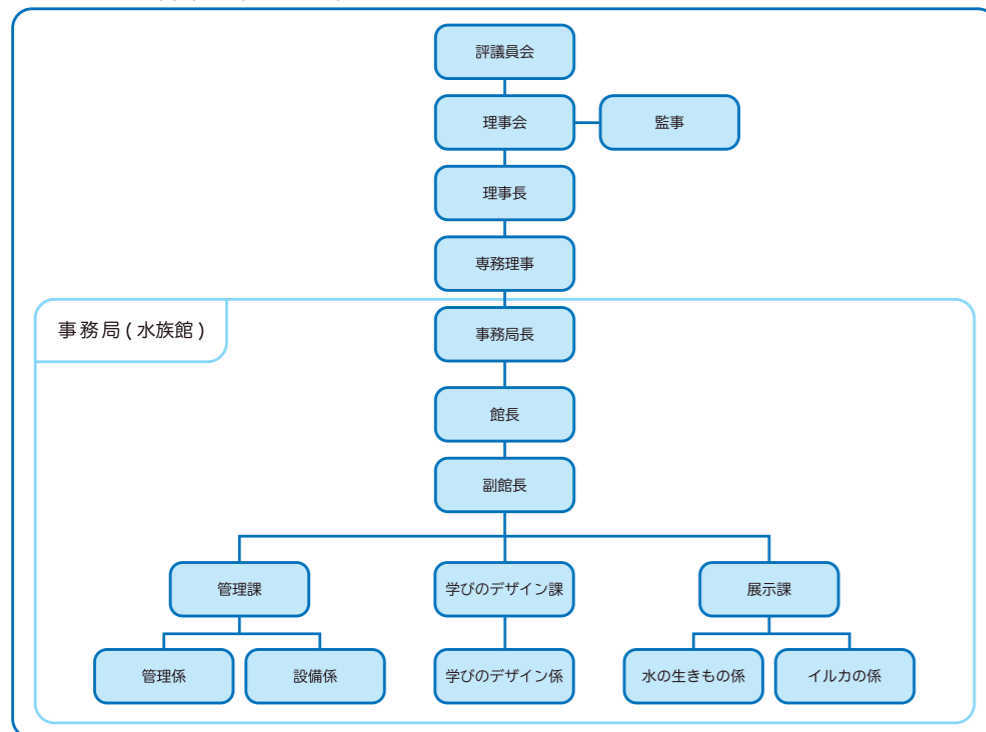 評議員会
理事会
監事
理事長
専務理事
事務局(水族館)
事務局長
館長
副館長
管理課
学びのデザイン課
展示課
管理係
設備係
学びのデザイン係
水の生きもの係
イルカの係